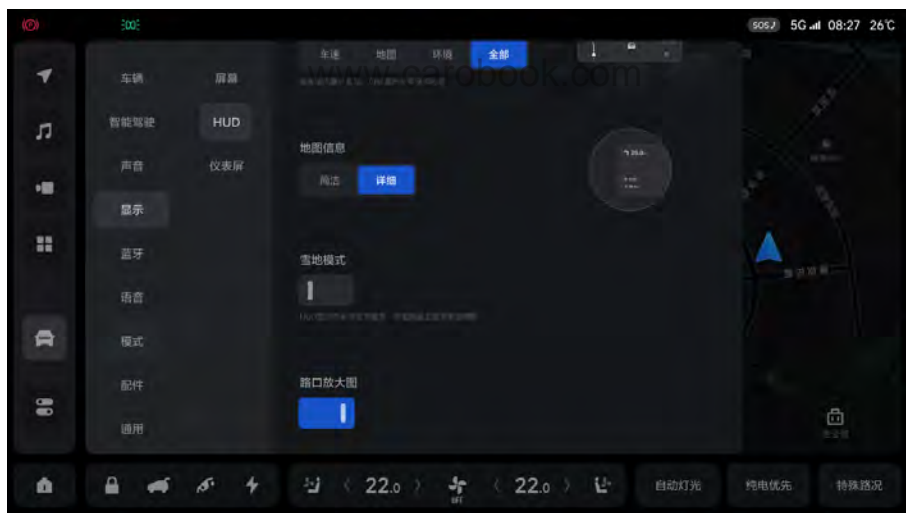 SOS 5G 08:27 26℃
车速 地图 环境 全部
www.carobook.com
车辆 屏幕
智能驾驶 HUD
声音 仪表屏
显示
蓝牙
语音
模式
配件
通用
地图信息
简洁 详细
雪地模式
路口放大图
22.0 OFF 22.0 自动灯光 纯电优先 特殊路况